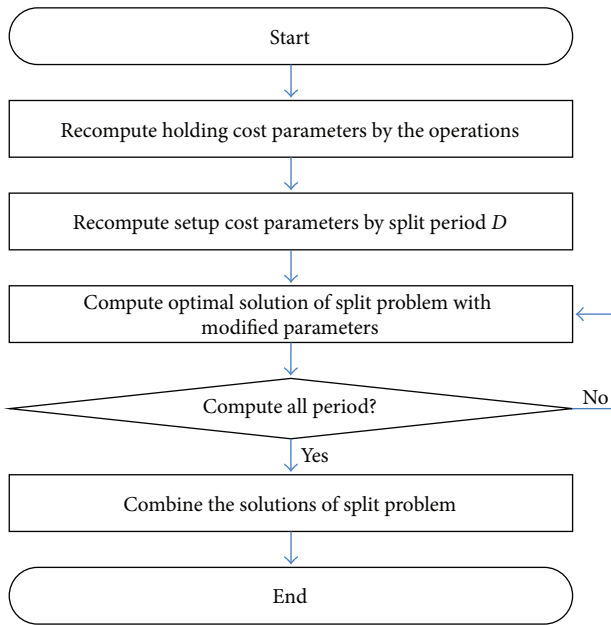 Start
Recompute holding cost parameters by the operations
Recompute setup cost parameters by split period D
Compute optimal solution of split problem with
modified parameters
Compute all period?
No
Yes
Combine the solutions of split problem
End